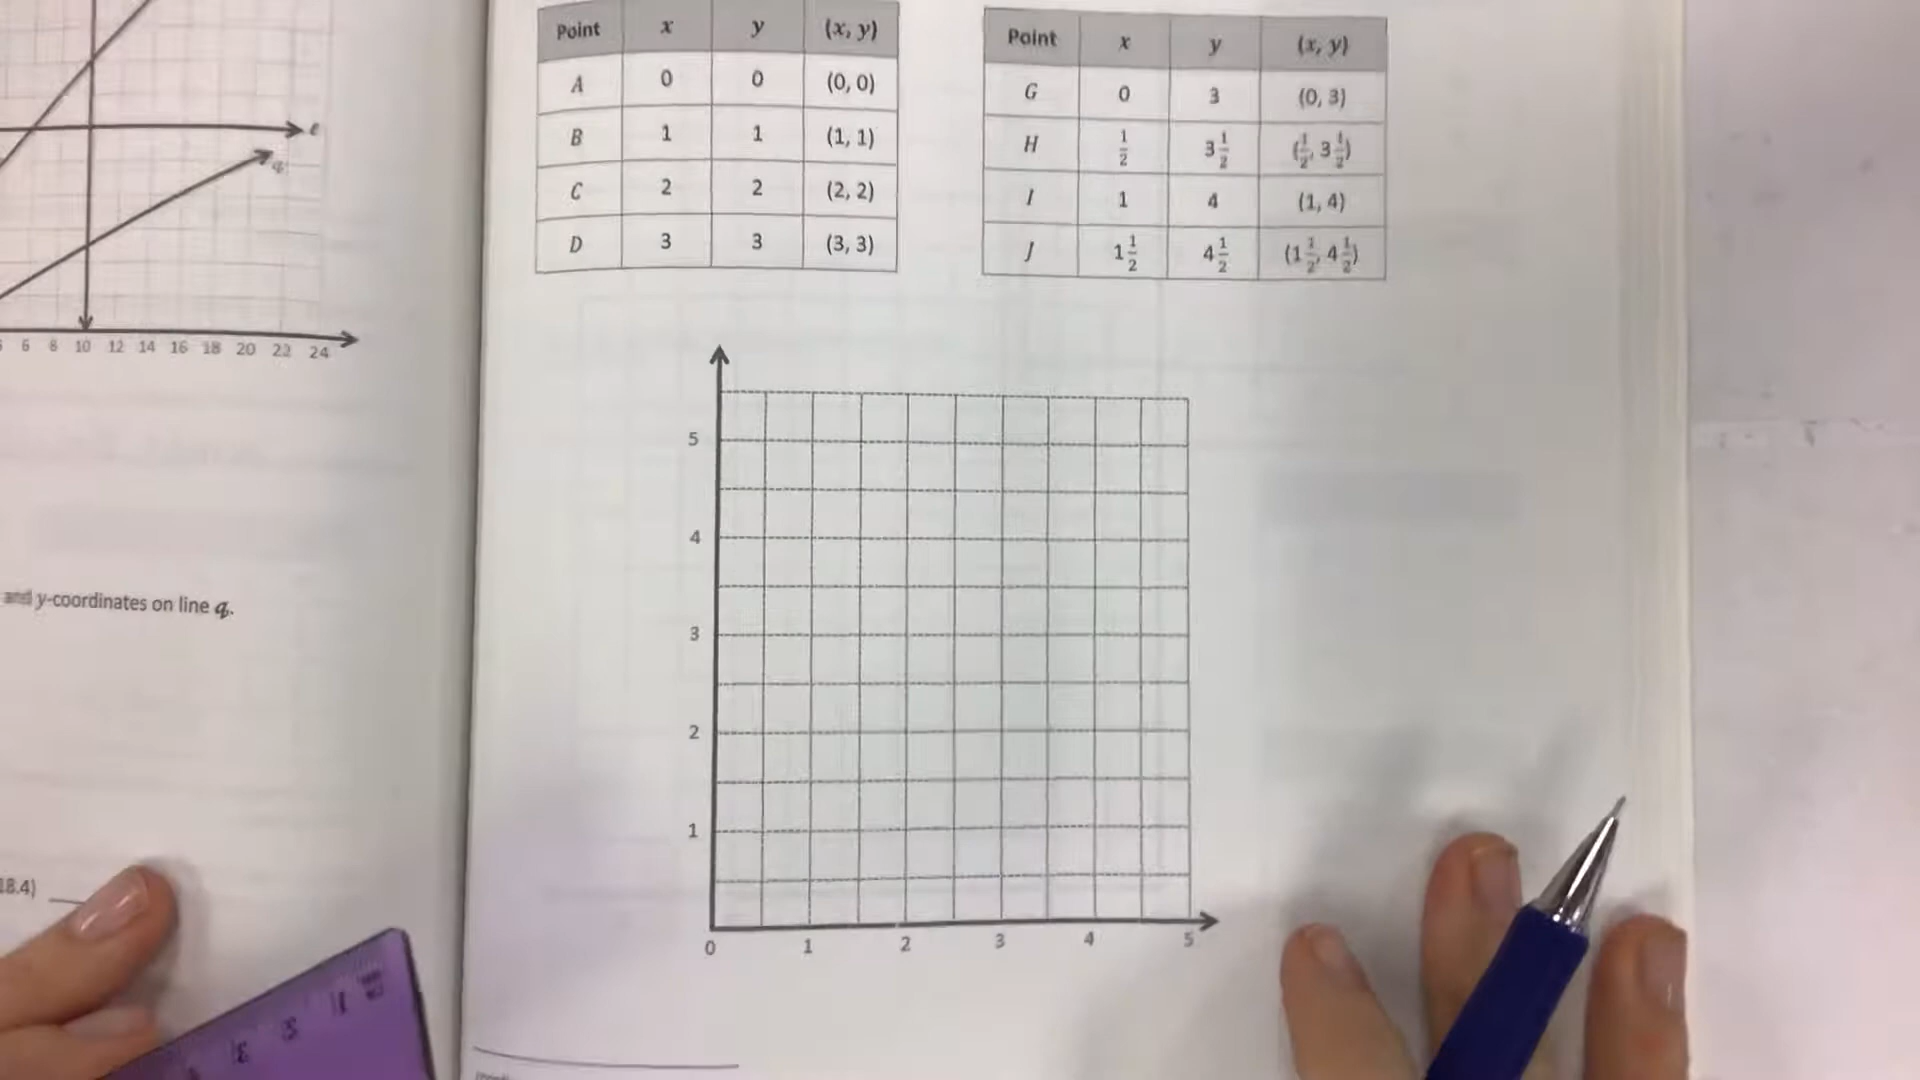 Point x y (x, y)
A 0 0 (0, 0)
B 1 1 (1, 1)
C 2 2 (2, 2)
D 3 3 (3, 3)
Point x y (x, y)
G 0 3 (0, 3)
H 1/2 3 1/2 (1/2, 3 1/2)
I 1 4 (1, 4)
J 1 1/2 4 1/2 (1 1/2, 4 1/2)
ℓ
q
6 8 10 12 14 16 18 20 22 24
and y-coordinates on line q.
18.4)
5
4
3
2
1
0 1 2 3 4 5